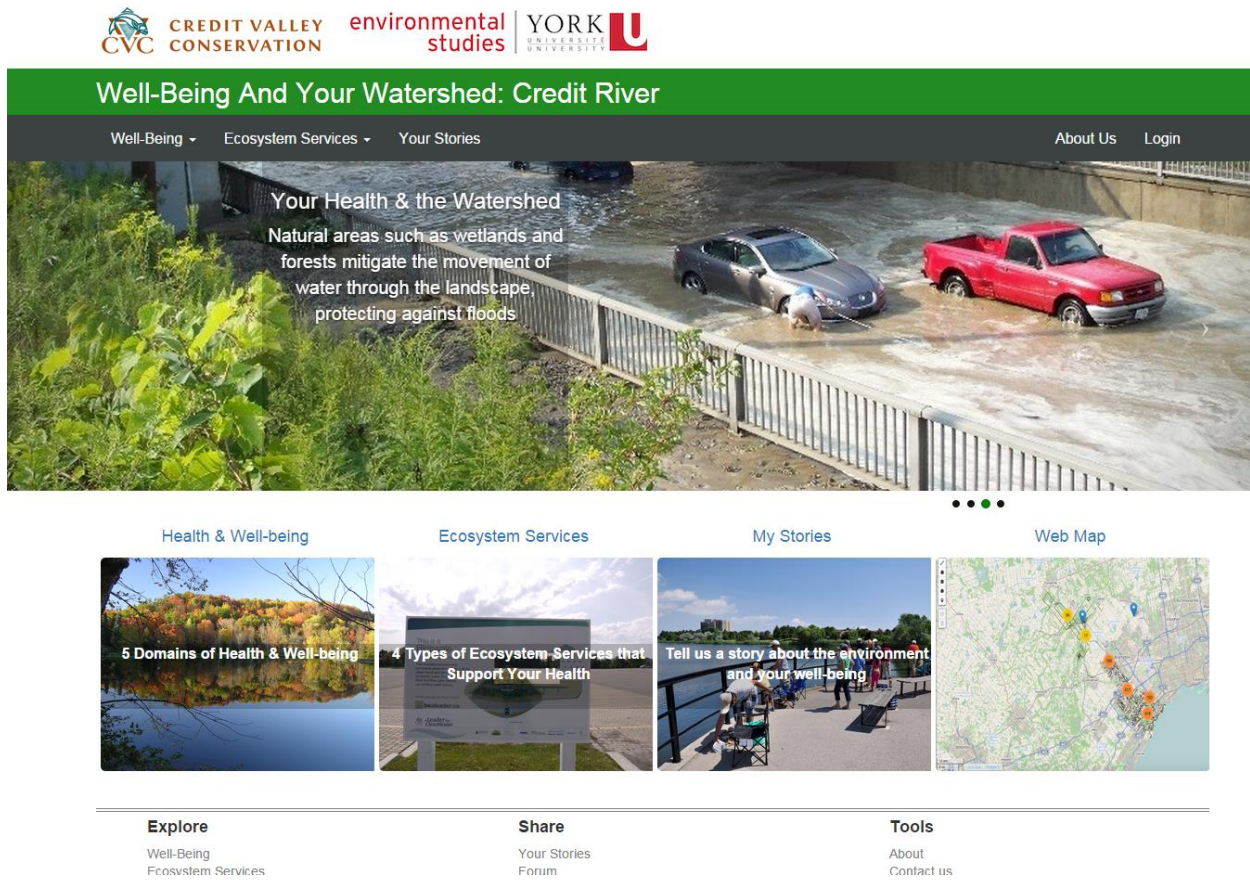 CREDIT VALLEY
CVC CONSERVATION
environmental
studies
YORK U
UNIVERSITÉ
UNIVERSITY
Well-Being And Your Watershed: Credit River
Well-Being Ecosystem Services Your Stories About Us Login
Your Health & the Watershed
Natural areas such as wetlands and
forests mitigate the movement of
water through the landscape,
protecting against floods
Health & Well-being Ecosystem Services My Stories Web Map
5 Domains of Health & Well-being
4 Types of Ecosystem Services that
Support Your Health
Tell us a story about the environment
and your well-being
Explore Share Tools
Well-Being Your Stories About
Ecosystem Services Forum Contact us